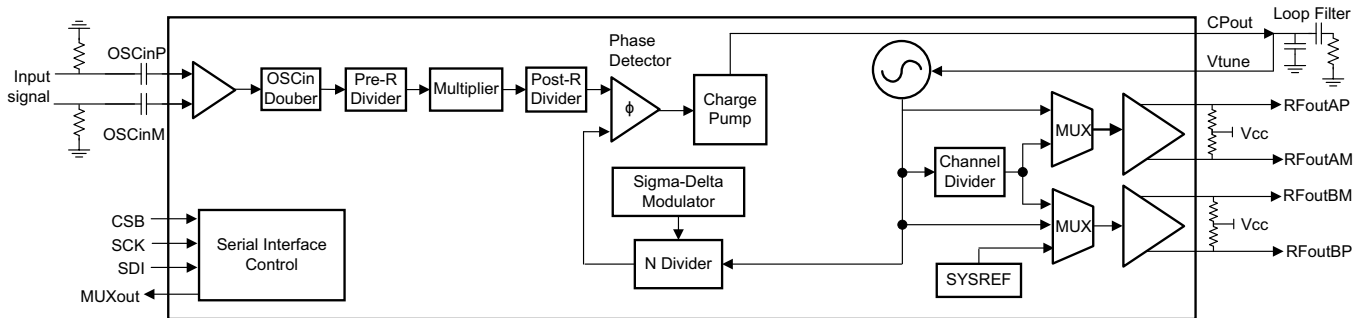 Loop Filter
CPout
Phase
Detector
OSCinP
Input
signal
OSCin
Douber
Pre-R
Divider
Multiplier
Post-R
Divider
ϕ
Charge
Pump
Vtune
OSCinM
MUX
RFoutAP
Vcc
RFoutAM
Channel
Divider
Sigma-Delta
Modulator
RFoutBM
CSB
SCK
SDI
MUXout
Serial Interface
Control
MUX
Vcc
N Divider
RFoutBP
SYSREF